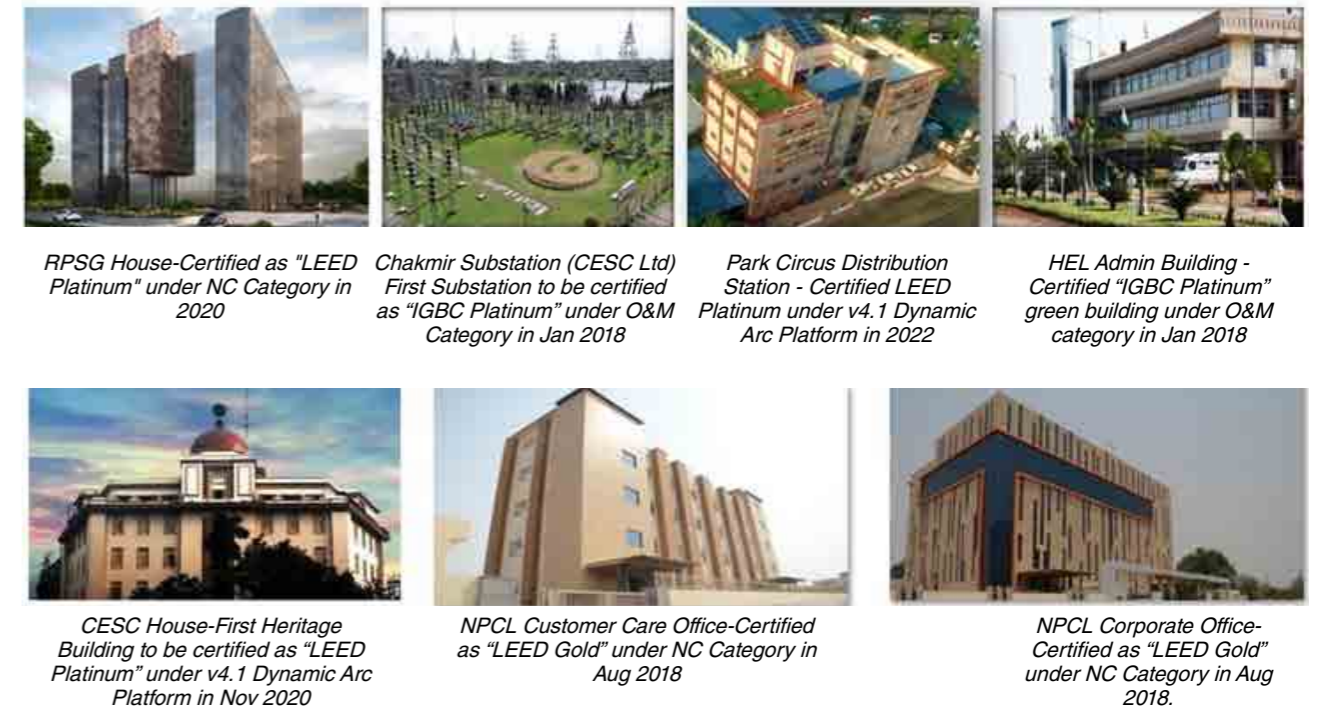 RPSG House-Certified as "LEED
Platinum" under NC Category in
2020
Chakmir Substation (CESC Ltd)
First Substation to be certified
as “IGBC Platinum” under O&M
Category in Jan 2018
Park Circus Distribution
Station - Certified LEED
Platinum under v4.1 Dynamic
Arc Platform in 2022
HEL Admin Building -
Certified “IGBC Platinum”
green building under O&M
category in Jan 2018
CESC House-First Heritage
Building to be certified as “LEED
Platinum” under v4.1 Dynamic Arc
Platform in Nov 2020
NPCL Customer Care Office-Certified
as “LEED Gold” under NC Category in
Aug 2018
NPCL Corporate Office-
Certified as “LEED Gold”
under NC Category in Aug
2018.